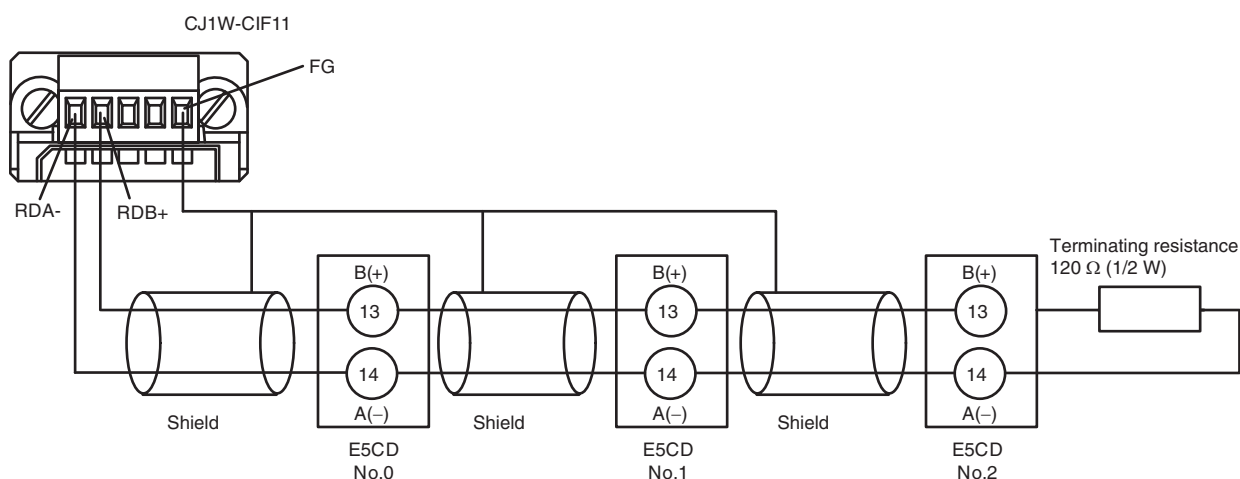 CJ1W-CIF11
FG
RDA-
RDB+
Terminating resistance
120 Ω (1/2 W)
B(+)
B(+)
B(+)
13
13
13
14
14
14
A(−)
A(−)
A(−)
Shield
Shield
Shield
E5CD
No.0
E5CD
No.1
E5CD
No.2